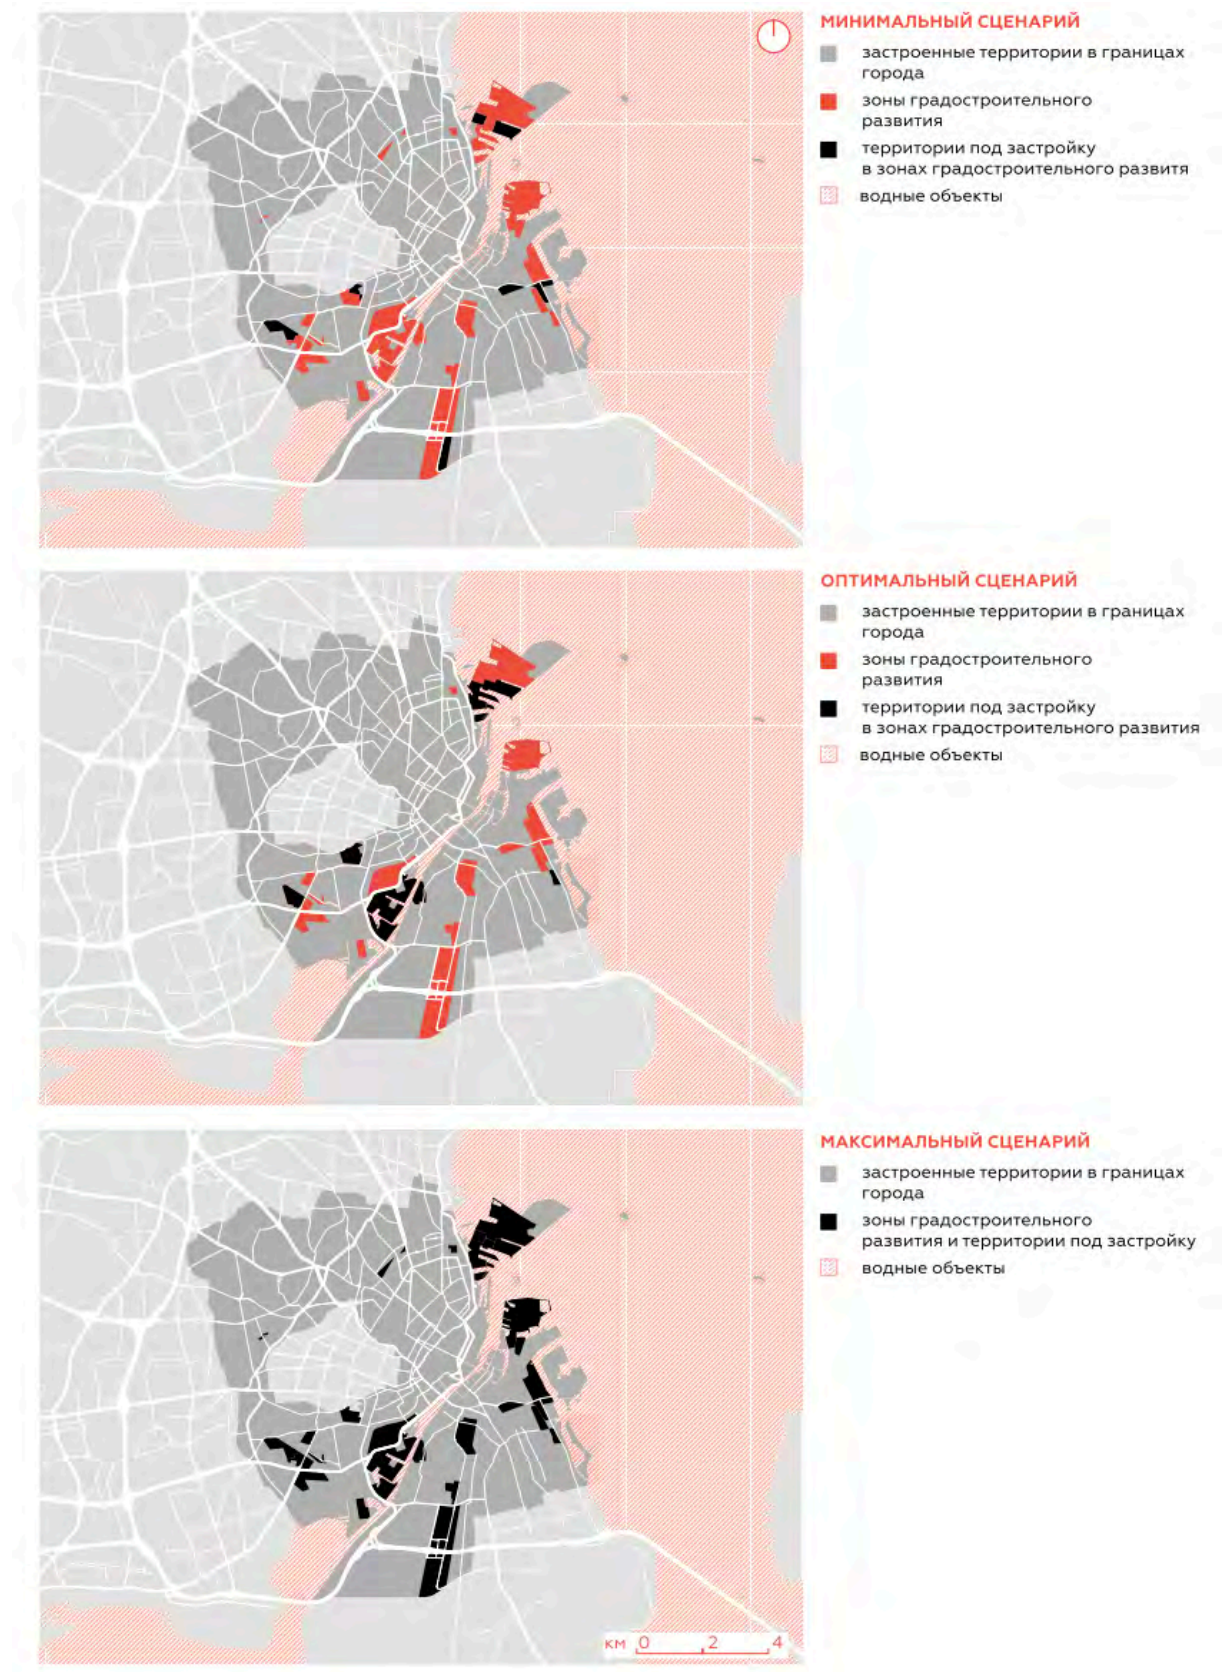 МИНИМАЛЬНЫЙ СЦЕНАРИЙ
застроенные территории в границах
города
зоны градостроительного
развития
территории под застройку
в зонах градостроительного развитя
водные объекты
ОПТИМАЛЬНЫЙ СЦЕНАРИЙ
застроенные территории в границах
города
зоны градостроительного
развития
территории под застройку
в зонах градостроительного развития
водные объекты
МАКСИМАЛЬНЫЙ СЦЕНАРИЙ
застроенные территории в границах
города
зоны градостроительного
развития и территории под застройку
водные объекты
км 0 2 4